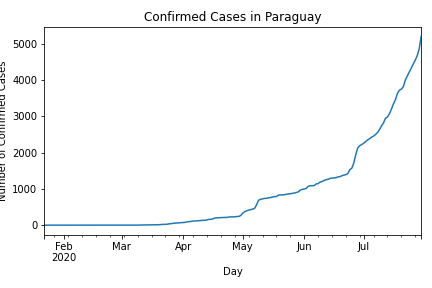 Confirmed Cases in Paraguay
Number of Confirmed Cases
5000
4000
3000
2000
1000
0
Feb
2020
Mar
Apr
May
Jun
Jul
Day